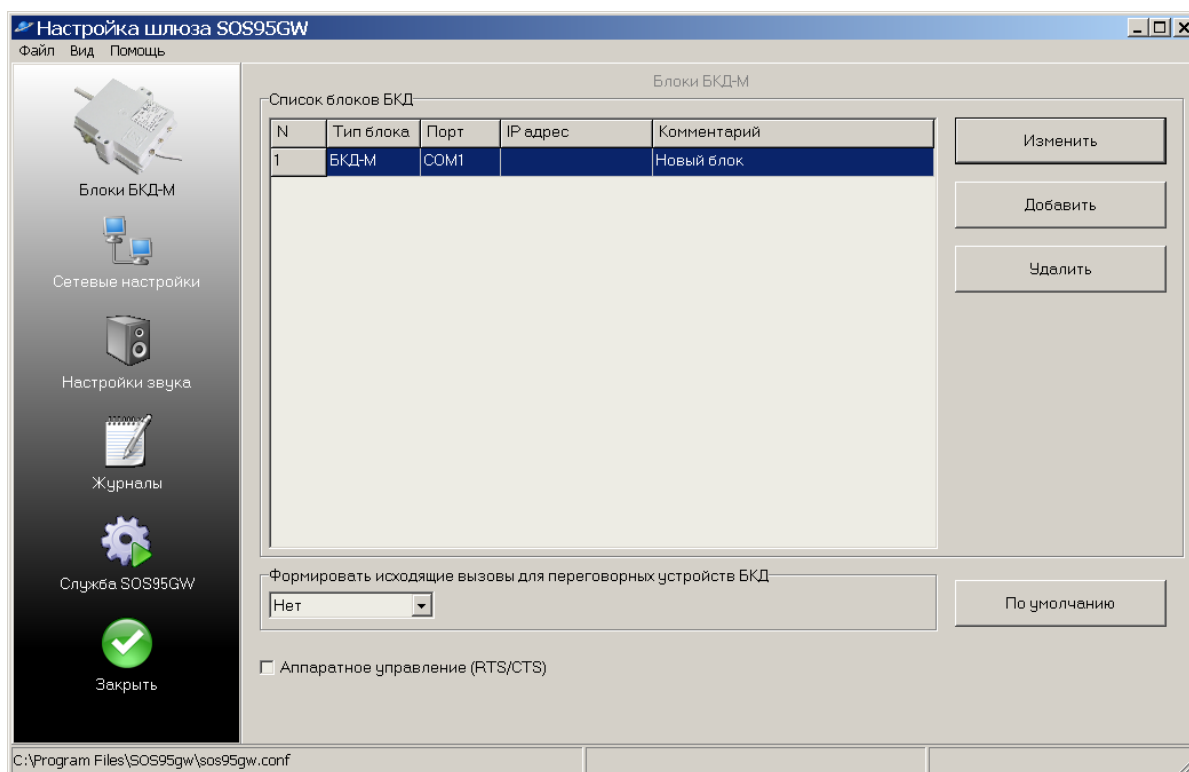 Настройка шлюза SOS95GW
Файл Вид Помощь
Блоки БКД-М
Сетевые настройки
Настройки звука
Журналы
Служба SOS95GW
Закрыть
Блоки БКД-М
Список блоков БКД
N Тип блока Порт IP адрес Комментарий
1 БКД-М COM1 Новый блок
Изменить
Добавить
Удалить
Формировать исходящие вызовы для переговорных устройств БКД
Нет
По умолчанию
Аппаратное управление (RTS/CTS)
C:\Program Files\SOS95gw\sos95gw.conf